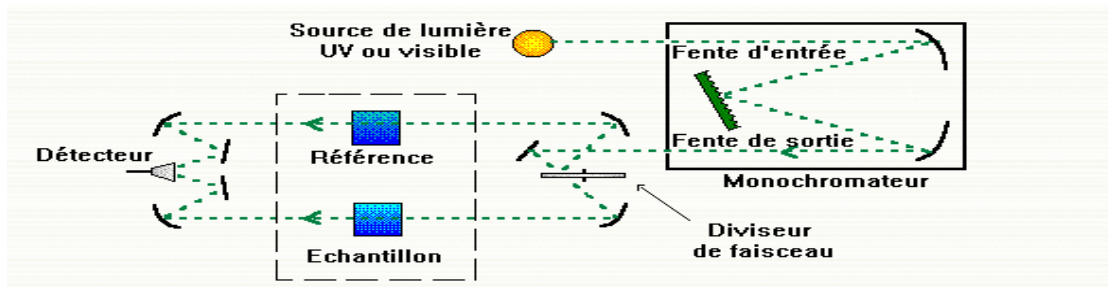 Source de lumière
UV ou visible
Fente d'entrée
Fente de sortie
Monochromateur
Détecteur
Référence
Echantillon
Diviseur
de faisceau